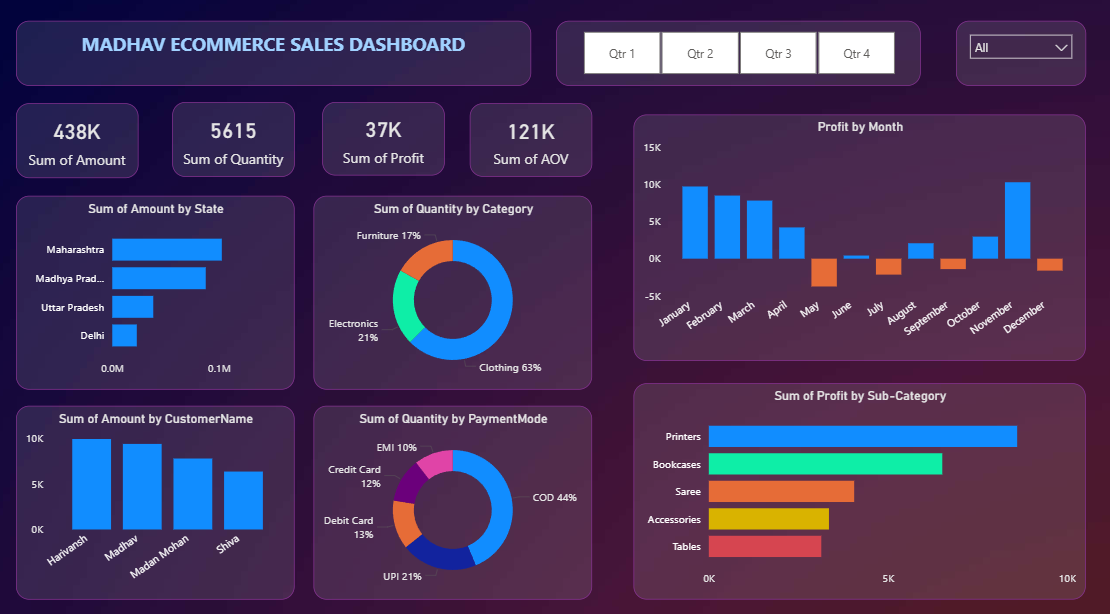 MADHAV ECOMMERCE SALES DASHBOARD
Qtr 1
Qtr 2
Qtr 3
Qtr 4
All
438K
Sum of Amount
5615
Sum of Quantity
37K
Sum of Profit
121K
Sum of AOV
Profit by Month
15K
10K
5K
0K
-5K
January
February
March
April
May
June
July
August
September
October
November
December
Sum of Amount by State
Maharashtra
Madhya Prad...
Uttar Pradesh
Delhi
0.0M
0.1M
Sum of Quantity by Category
Furniture 17%
Electronics
21%
Clothing 63%
Sum of Profit by Sub-Category
Printers
Bookcases
Saree
Accessories
Tables
0K
5K
10K
Sum of Amount by CustomerName
10K
5K
0K
Harivansh
Madhav
Madan Mohan
Shiva
Sum of Quantity by PaymentMode
EMI 10%
Credit Card
12%
Debit Card
13%
UPI 21%
COD 44%